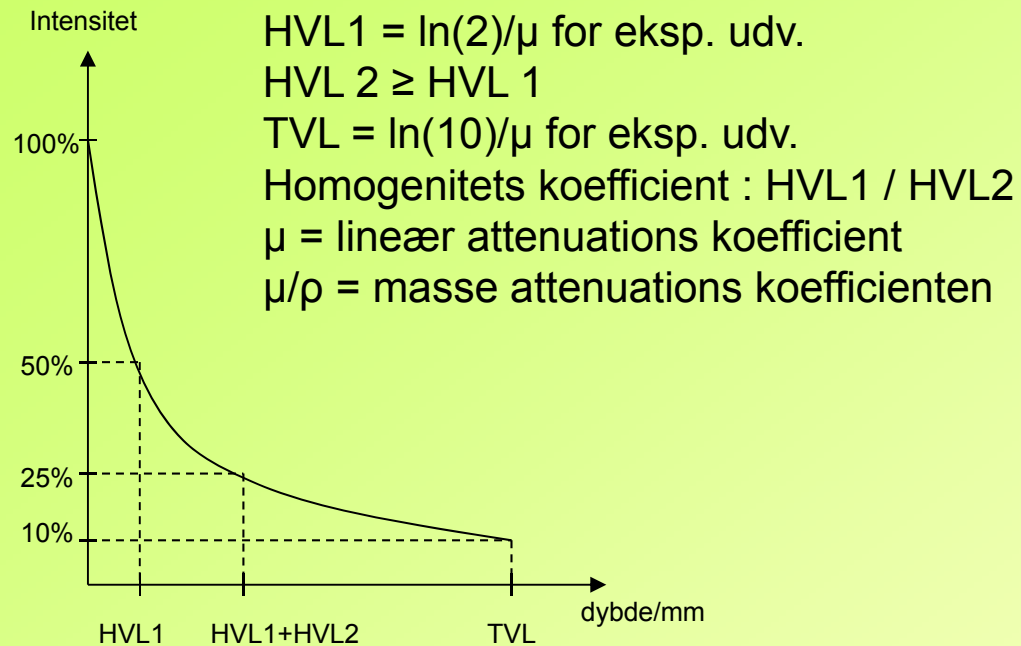 Intensitet
HVL1 = ln(2)/μ for eksp. udv.
HVL 2 ≥ HVL 1
TVL = ln(10)/μ for eksp. udv.
Homogenitets koefficient : HVL1 / HVL2
μ = lineær attenuations koefficient
μ/ρ = masse attenuations koefficienten
100%
50%
25%
10%
dybde/mm
HVL1
HVL1+HVL2
TVL